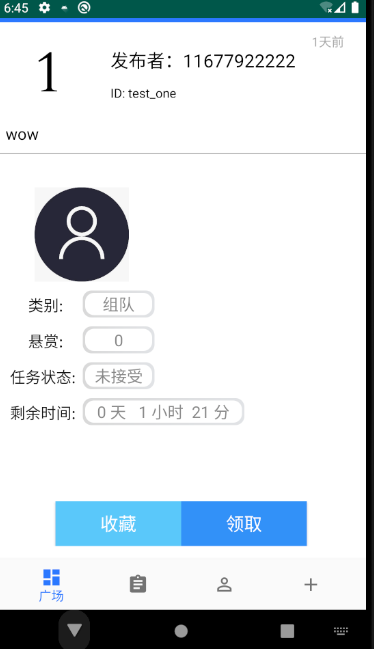 6:45
1天前
1
发布者：11677922222
ID: test_one
wow
类别: 组队
悬赏: 0
任务状态: 未接受
剩余时间: 0 天 1 小时 21 分
收藏 领取
广场